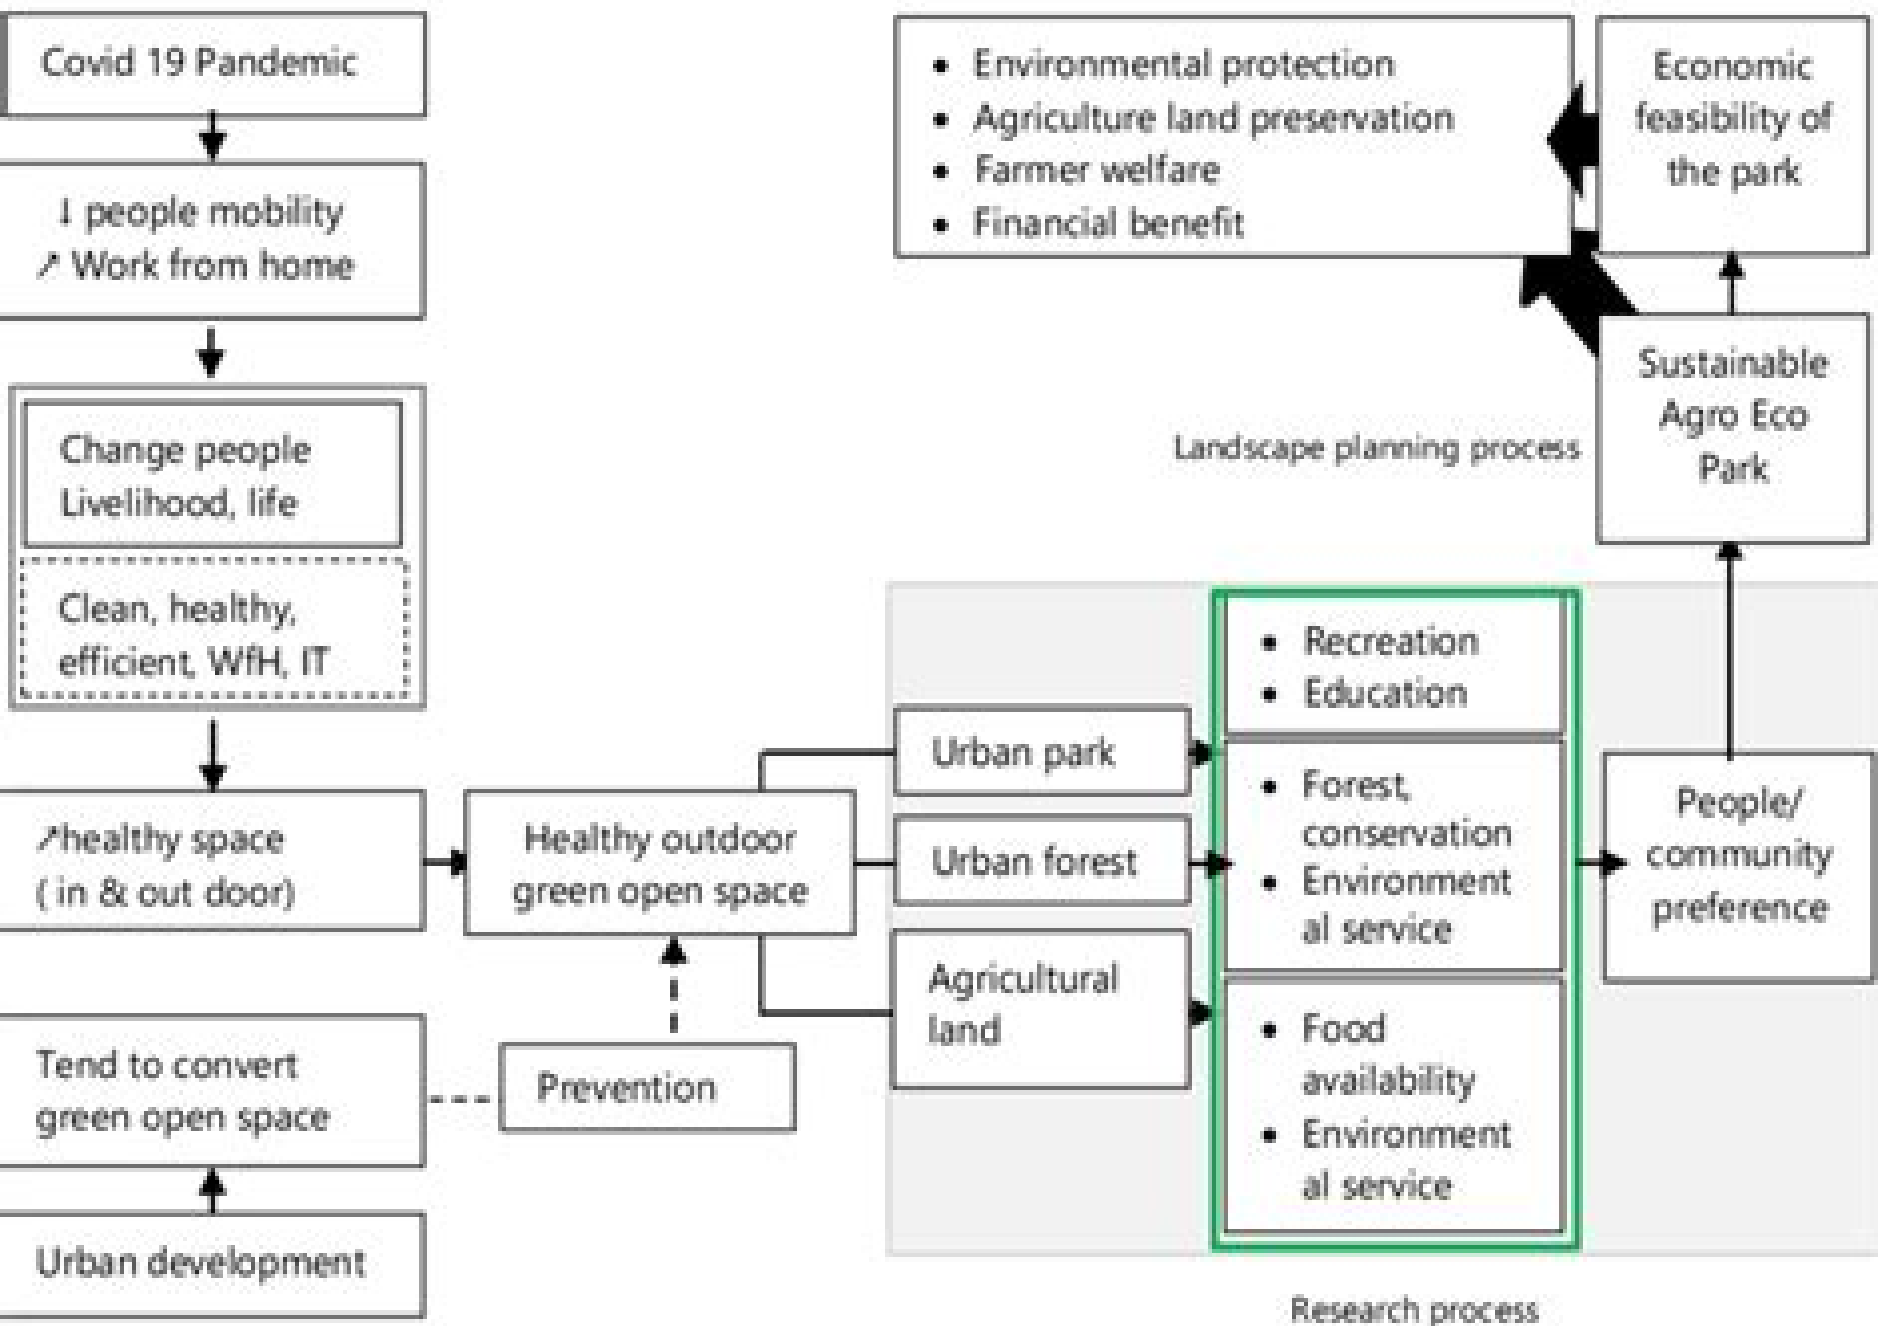 Covid 19 Pandemic
↓ people mobility
↗ Work from home
Change people
Livelihood, life
Clean, healthy,
efficient, WfH, IT
↗healthy space
( in & out door)
Tend to convert
green open space
Urban development
Healthy outdoor
green open space
Prevention
Urban park
Urban forest
Agricultural
land
• Recreation
• Education
• Forest,
conservation
• Environment
al service
• Food
availability
• Environment
al service
People/
community
preference
Research process
Landscape planning process
Sustainable
Agro Eco
Park
Economic
feasibility of
the park
• Environmental protection
• Agriculture land preservation
• Farmer welfare
• Financial benefit